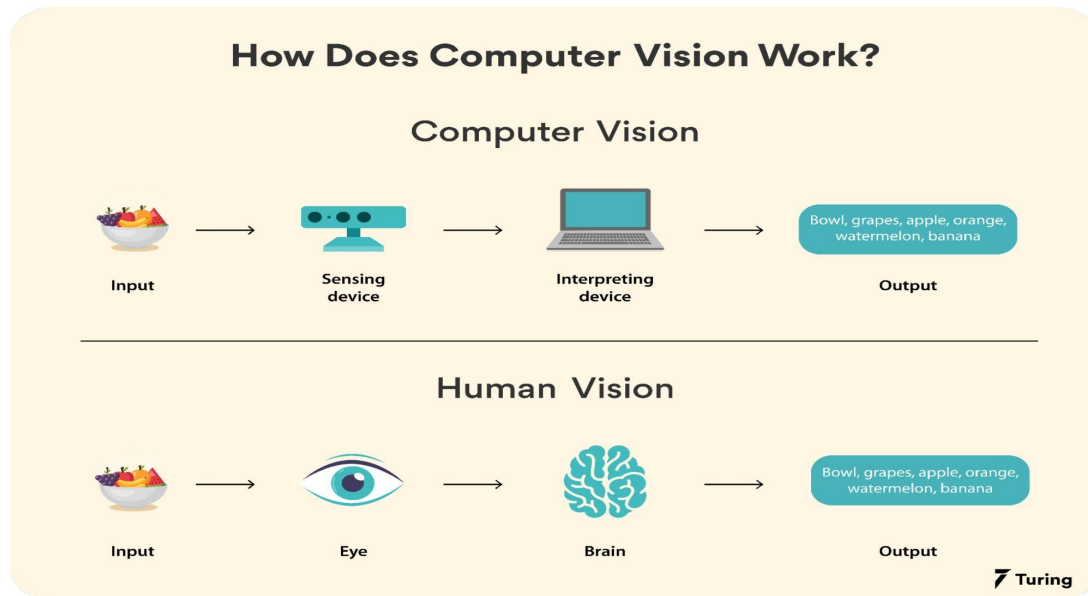 How Does Computer Vision Work?
Computer Vision
Bowl, grapes, apple, orange,
watermelon, banana
Input
Sensing
device
Interpreting
device
Output
Human Vision
Bowl, grapes, apple, orange,
watermelon, banana
Input
Eye
Brain
Output
Turing